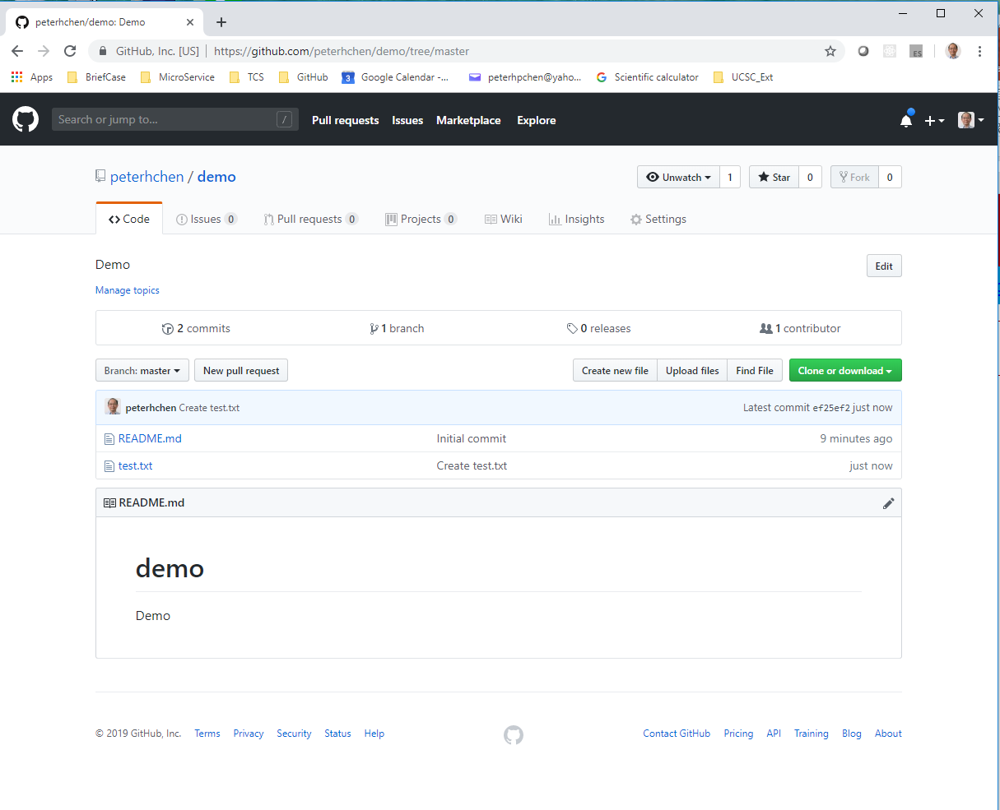 peterhchen/demo: Demo
GitHub, Inc. [US] | https://github.com/peterhchen/demo/tree/master
ES
Apps BriefCase MicroService TCS GitHub 3 Google Calendar -... peterhpchen@yaho... Scientific calculator UCSC_Ext
Search or jump to... / Pull requests Issues Marketplace Explore
peterhchen / demo Unwatch 1 Star 0 Fork 0
Code Issues 0 Pull requests 0 Projects 0 Wiki Insights Settings
Demo Edit
Manage topics
2 commits 1 branch 0 releases 1 contributor
Branch: master New pull request Create new file Upload files Find File Clone or download
peterhchen Create test.txt Latest commit ef25ef2 just now
README.md Initial commit 9 minutes ago
test.txt Create test.txt just now
README.md
demo
Demo
© 2019 GitHub, Inc. Terms Privacy Security Status Help Contact GitHub Pricing API Training Blog About